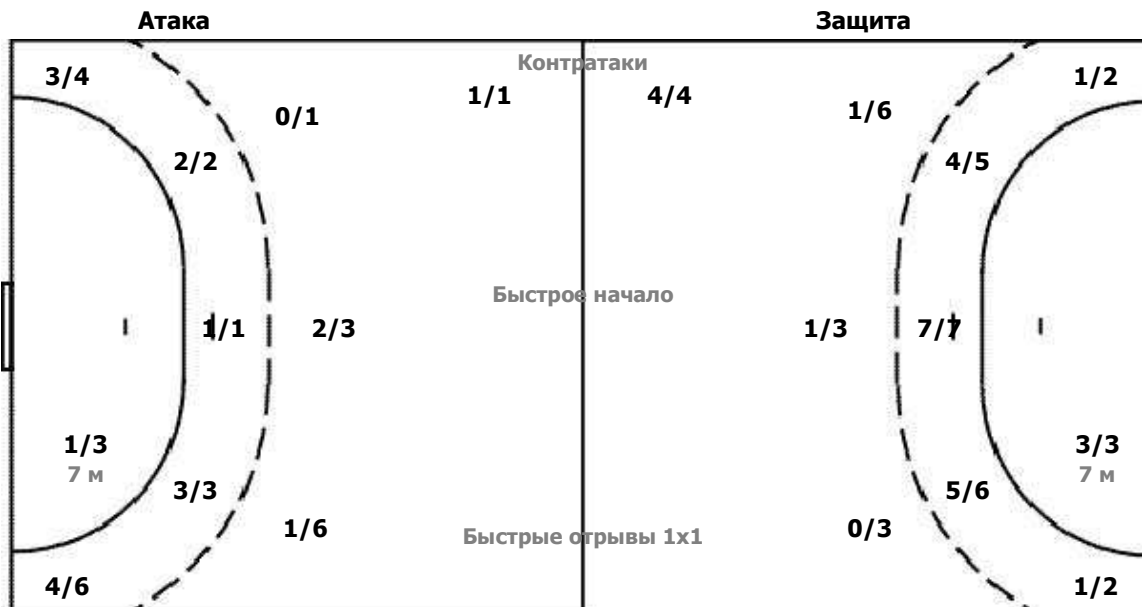 Атака Защита
Контратаки
3/4 1/2
1/1 4/4
0/1 1/6
2/2 4/5
Быстрое начало
1/1 2/3 1/3 7/7
1/3 3/3
7 м 7 м
3/3 5/6
1/6 Быстрые отрывы 1x1 0/3
4/6 1/2